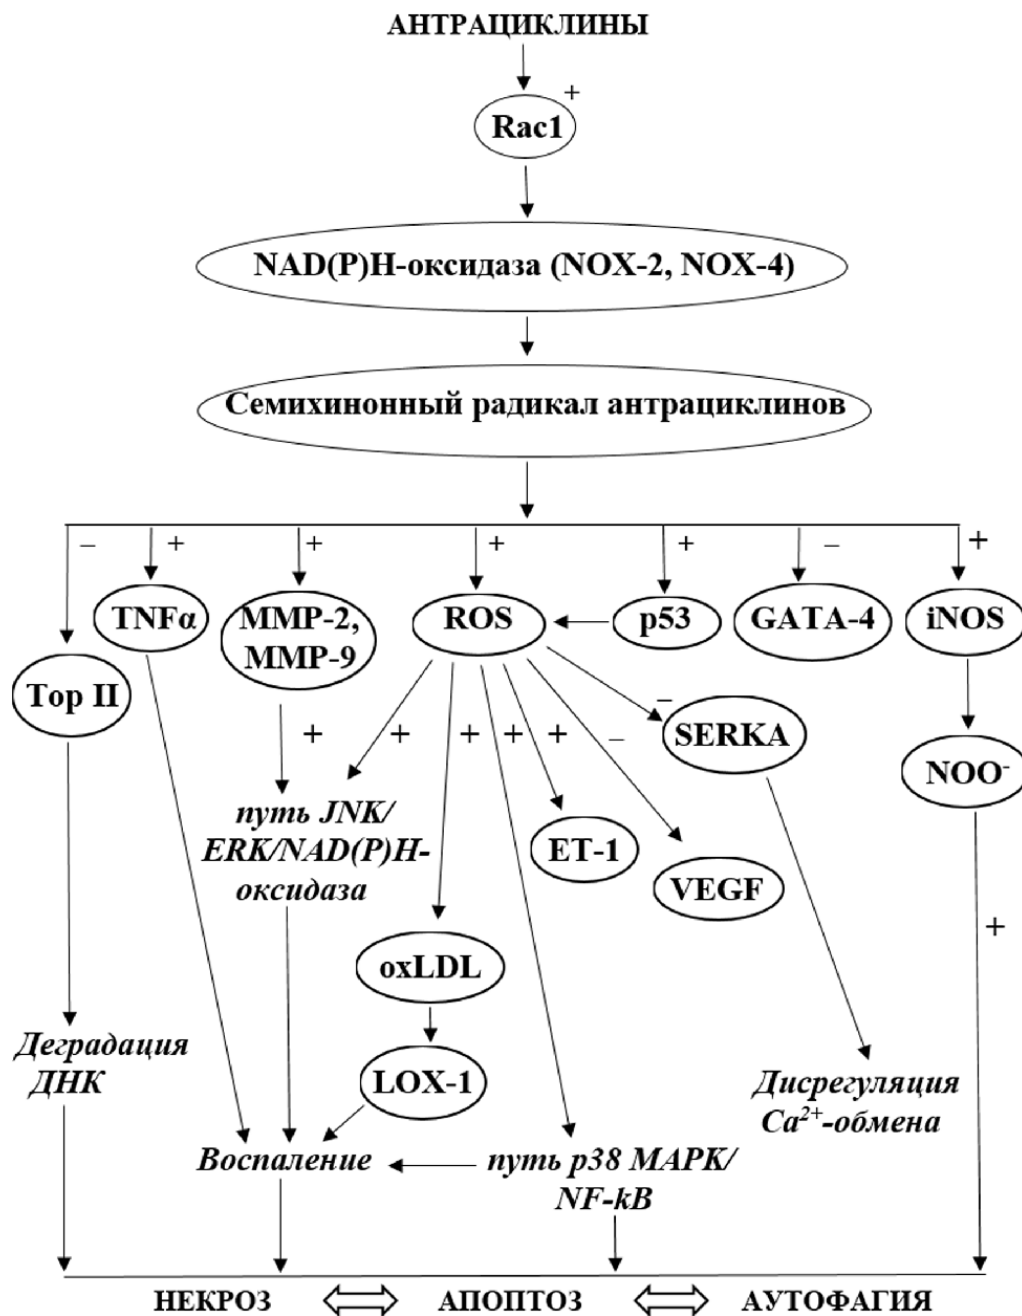 АНТРАЦИКЛИНЫ
+
Rac1
NAD(P)H-оксидаза (NOX-2, NOX-4)
Семихинонный радикал антрациклинов
– + + + + – +
TNFα MMP-2, ROS p53 GATA-4 iNOS
MMP-9
Top II
–
SERKA
+ + + + + –
NOO⁻
путь JNK/
ERK/NAD(P)H-
оксидаза
ET-1
VEGF
+
oxLDL
Деградация
ДНК
LOX-1
Дисрегуляция
Ca²⁺-обмена
Воспаление путь p38 MAPK/
NF-kB
НЕКРОЗ АПОПТОЗ АУТОФАГИЯ